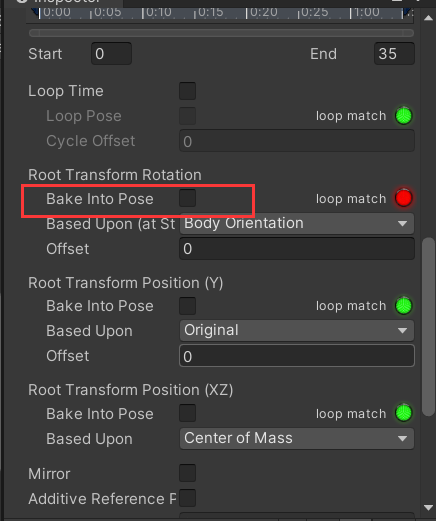 0:00 0:05 0:10 0:15 0:20 0:25 1:00
Start 0 End 35
Loop Time
Loop Pose loop match
Cycle Offset 0
Root Transform Rotation
Bake Into Pose loop match
Based Upon (at St Body Orientation
Offset 0
Root Transform Position (Y)
Bake Into Pose loop match
Based Upon Original
Offset 0
Root Transform Position (XZ)
Bake Into Pose loop match
Based Upon Center of Mass
Mirror
Additive Reference P